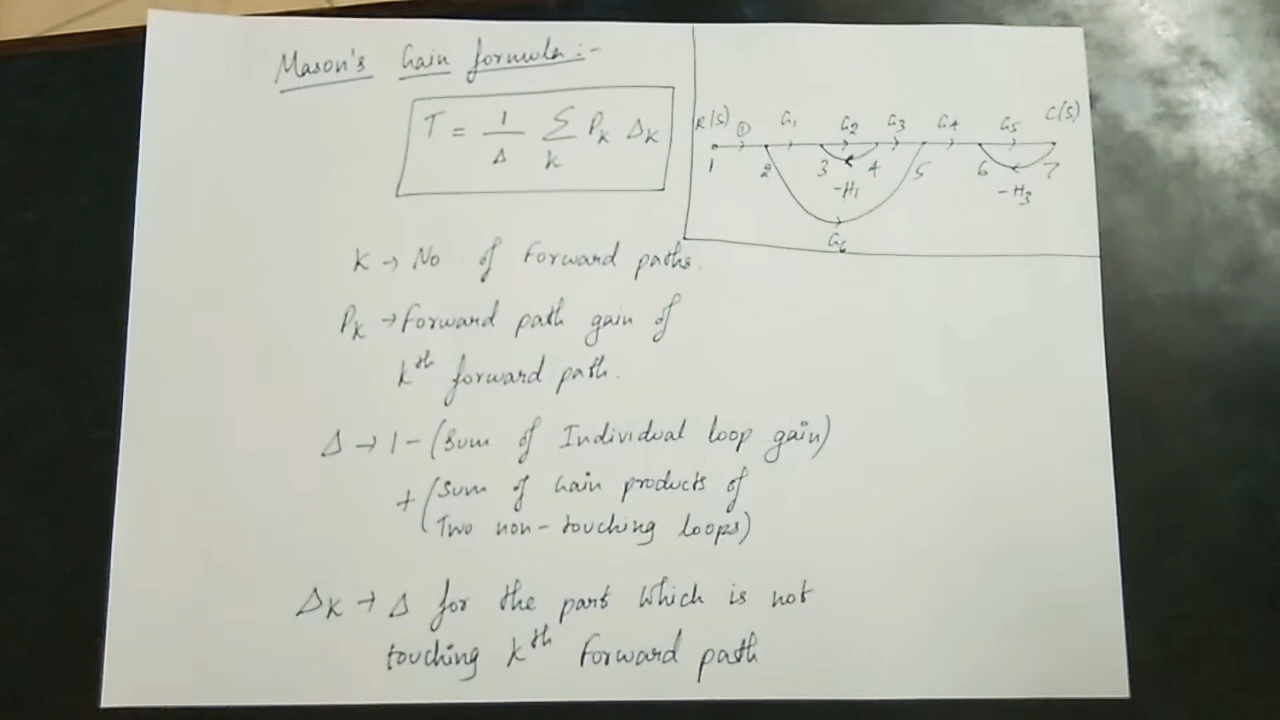 Mason's Gain formula:-
T = 1/Δ Σ_K P_K Δ_K
R(S) ① G1 G2 G3 G4 G5 C(S)
1 2 3 4 5 6 7
-H1 -H3
G6
K → No of Forward paths.
P_K → Forward path gain of
K^th forward path.
Δ → 1 - (Sum of Individual loop gain)
+ (Sum of Gain products of
Two non-touching loops)
Δ_K → Δ for the part which is not
touching K^th Forward path